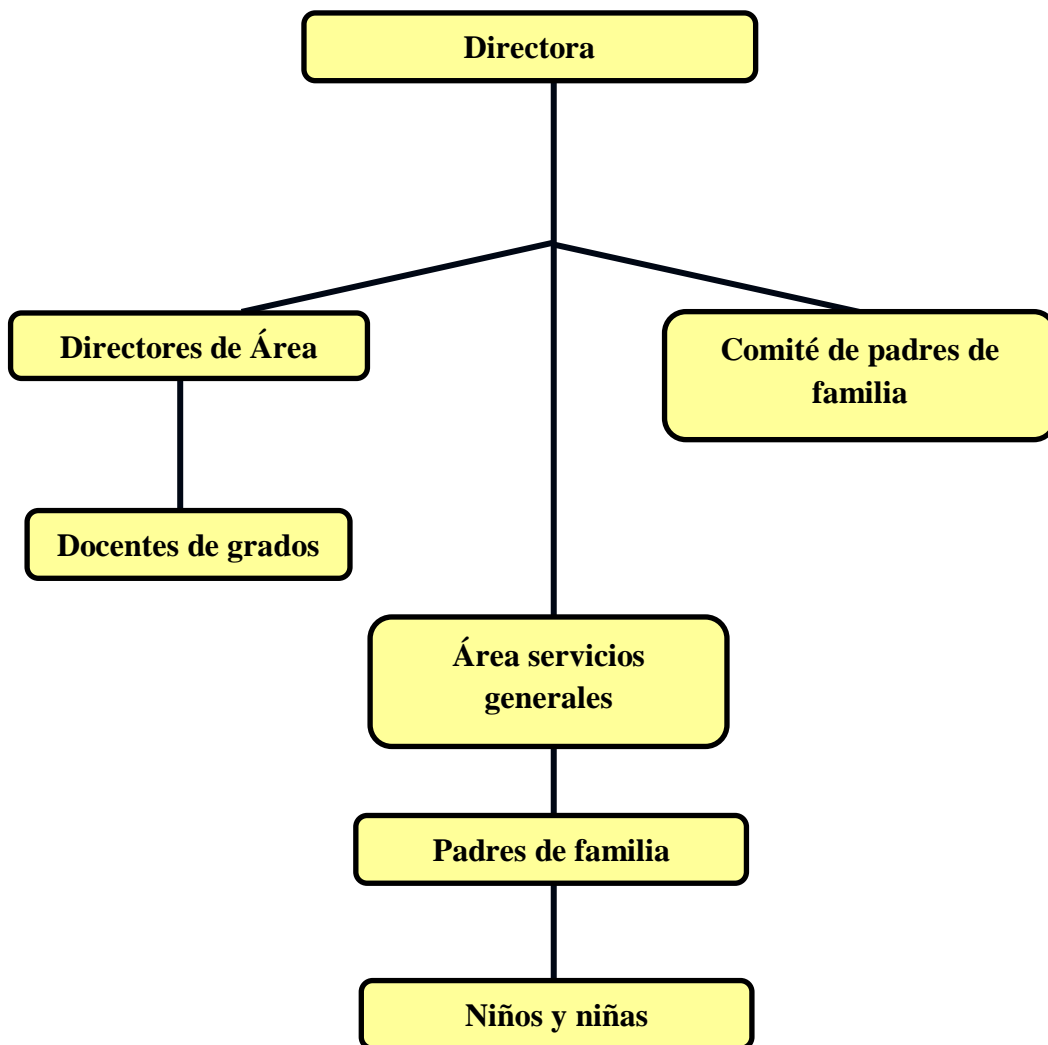 Directora
Directores de Área
Comité de padres de
familia
Docentes de grados
Área servicios
generales
Padres de familia
Niños y niñas